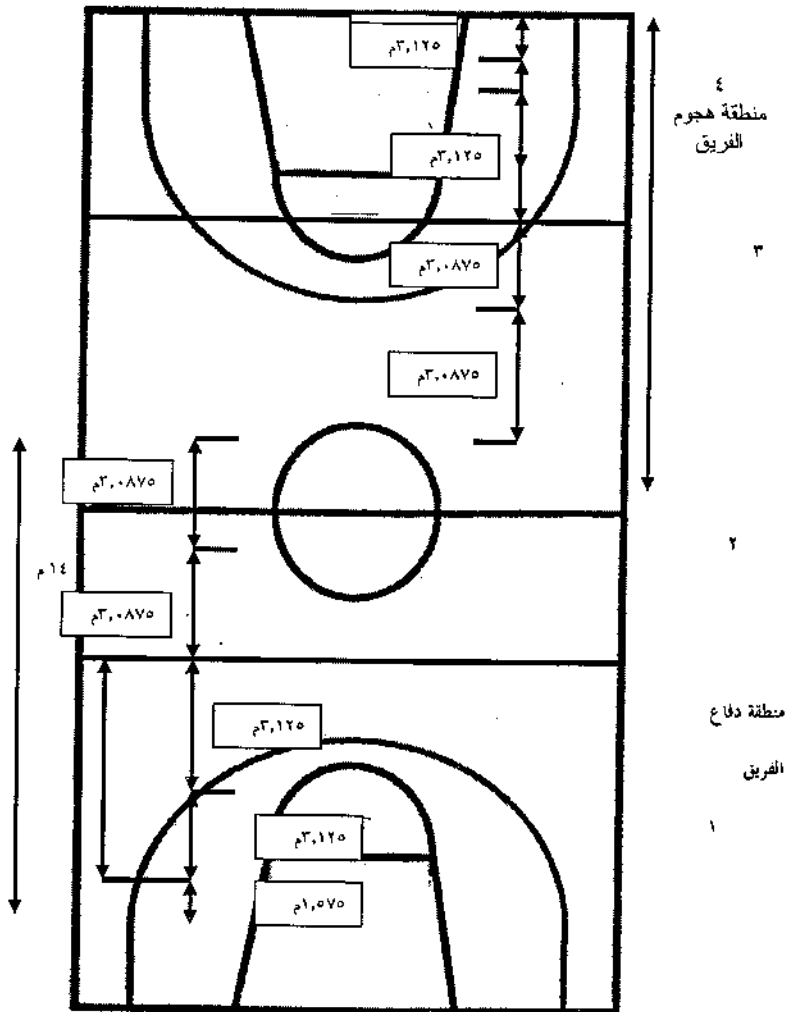 ٣,١٢٥م
٤
منطقة هجوم
الفريق
٣,١٢٥م
٣,٠٨٧٥م
٣
٣,٠٨٧٥م
٣,٠٨٧٥م
٢
١٤م
٣,٠٨٧٥م
٣,١٢٥م
منطقة دفاع
الفريق
٣,١٢٥م
١
١,٥٧٥م